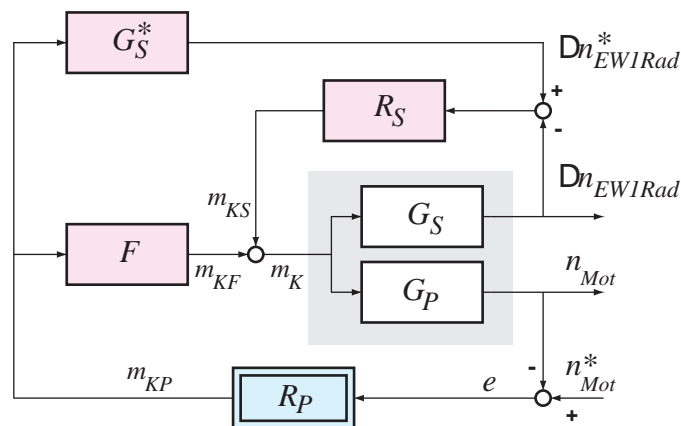 G*S
Dn*EW1Rad
+
RS
-
mKS
GS
DnEW1Rad
F
mKF
mK
GP
nMot
-
n*Mot
mKP
RP
e
+